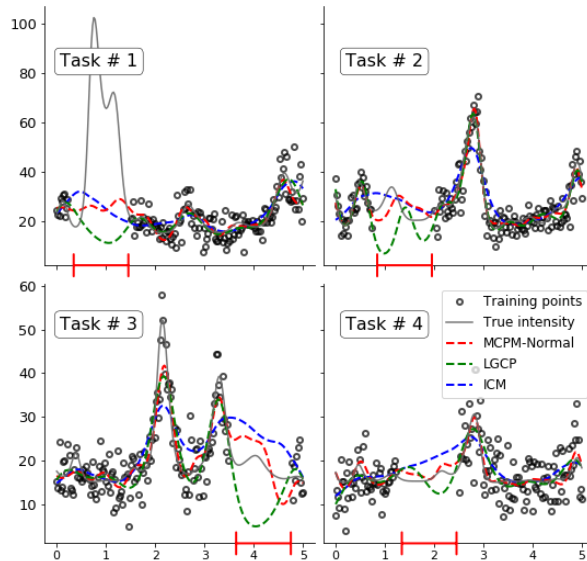 100
80
60
40
20
Task # 1
Task # 2
60
50
40
30
20
10
Task # 3
Task # 4
Training points
True intensity
MCPM-Normal
LGCP
ICM
0 1 2 3 4 5
0 1 2 3 4 5